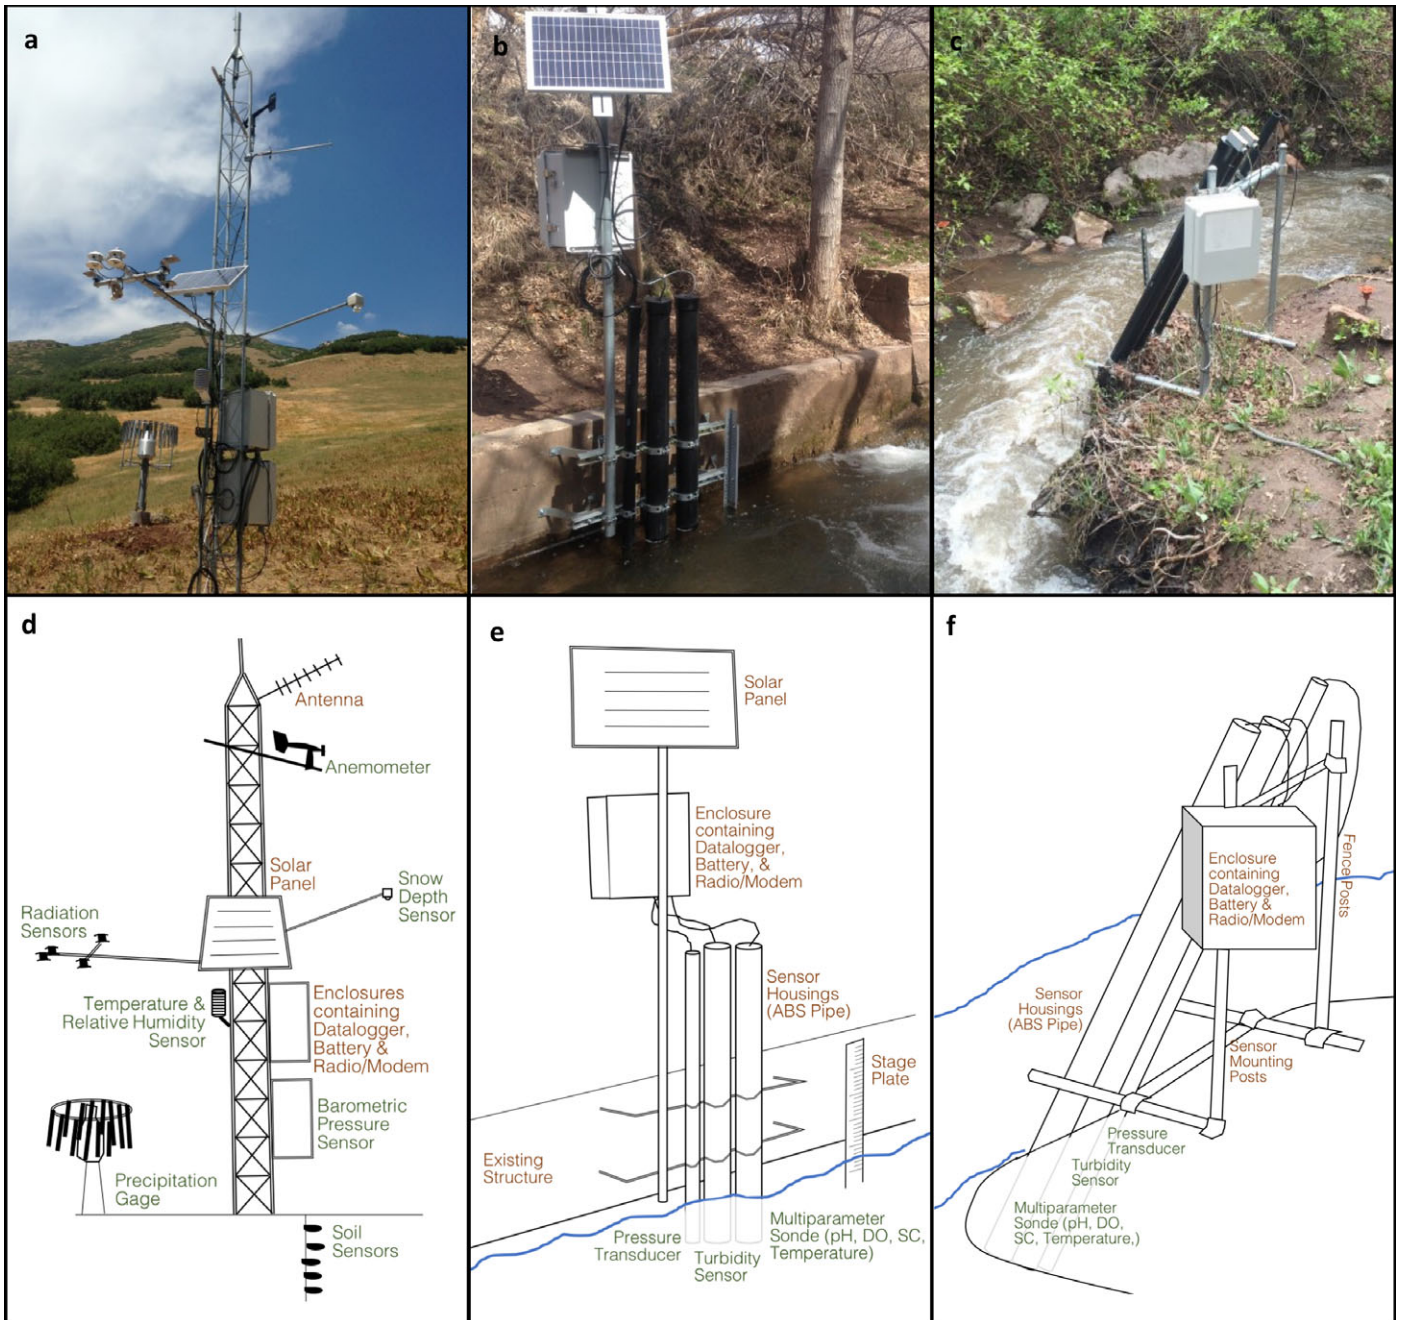 a
b
c
d
Antenna
Anemometer
Solar
Panel
Snow
Depth
Sensor
Radiation
Sensors
Temperature &
Relative Humidity
Sensor
Enclosures
containing
Datalogger,
Battery &
Radio/Modem
Barometric
Pressure
Sensor
Precipitation
Gage
Soil
Sensors
e
Solar
Panel
Enclosure
containing
Datalogger,
Battery, &
Radio/Modem
Sensor
Housings
(ABS Pipe)
Stage
Plate
Existing
Structure
Pressure
Transducer
Turbidity
Sensor
Multiparameter
Sonde (pH, DO, SC,
Temperature)
f
Enclosure
containing
Datalogger,
Battery &
Radio/Modem
Fence Posts
Sensor
Housings
(ABS Pipe)
Sensor
Mounting
Posts
Pressure
Transducer
Turbidity
Sensor
Multiparameter
Sonde (pH, DO,
SC, Temperature,)